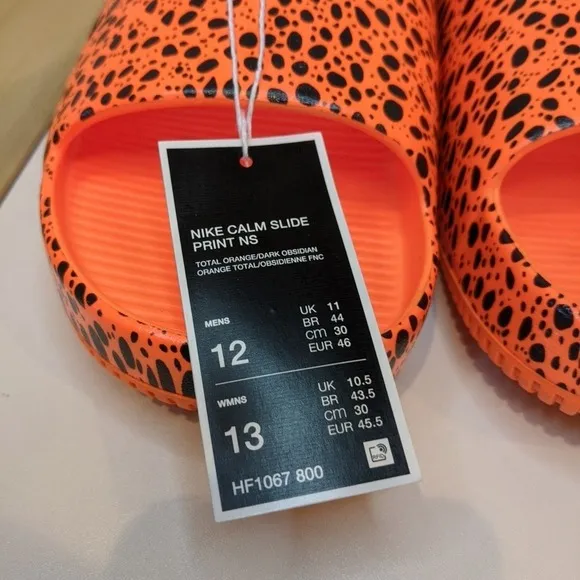 NIKE CALM SLIDE
PRINT NS
TOTAL ORANGE/DARK OBSIDIAN
ORANGE TOTAL/OBSIDIENNE FNC
MENS
12
UK 11
BR 44
CM 30
EUR 46
WMNS
13
UK 10.5
BR 43.5
CM 30
EUR 45.5
HF1067 800